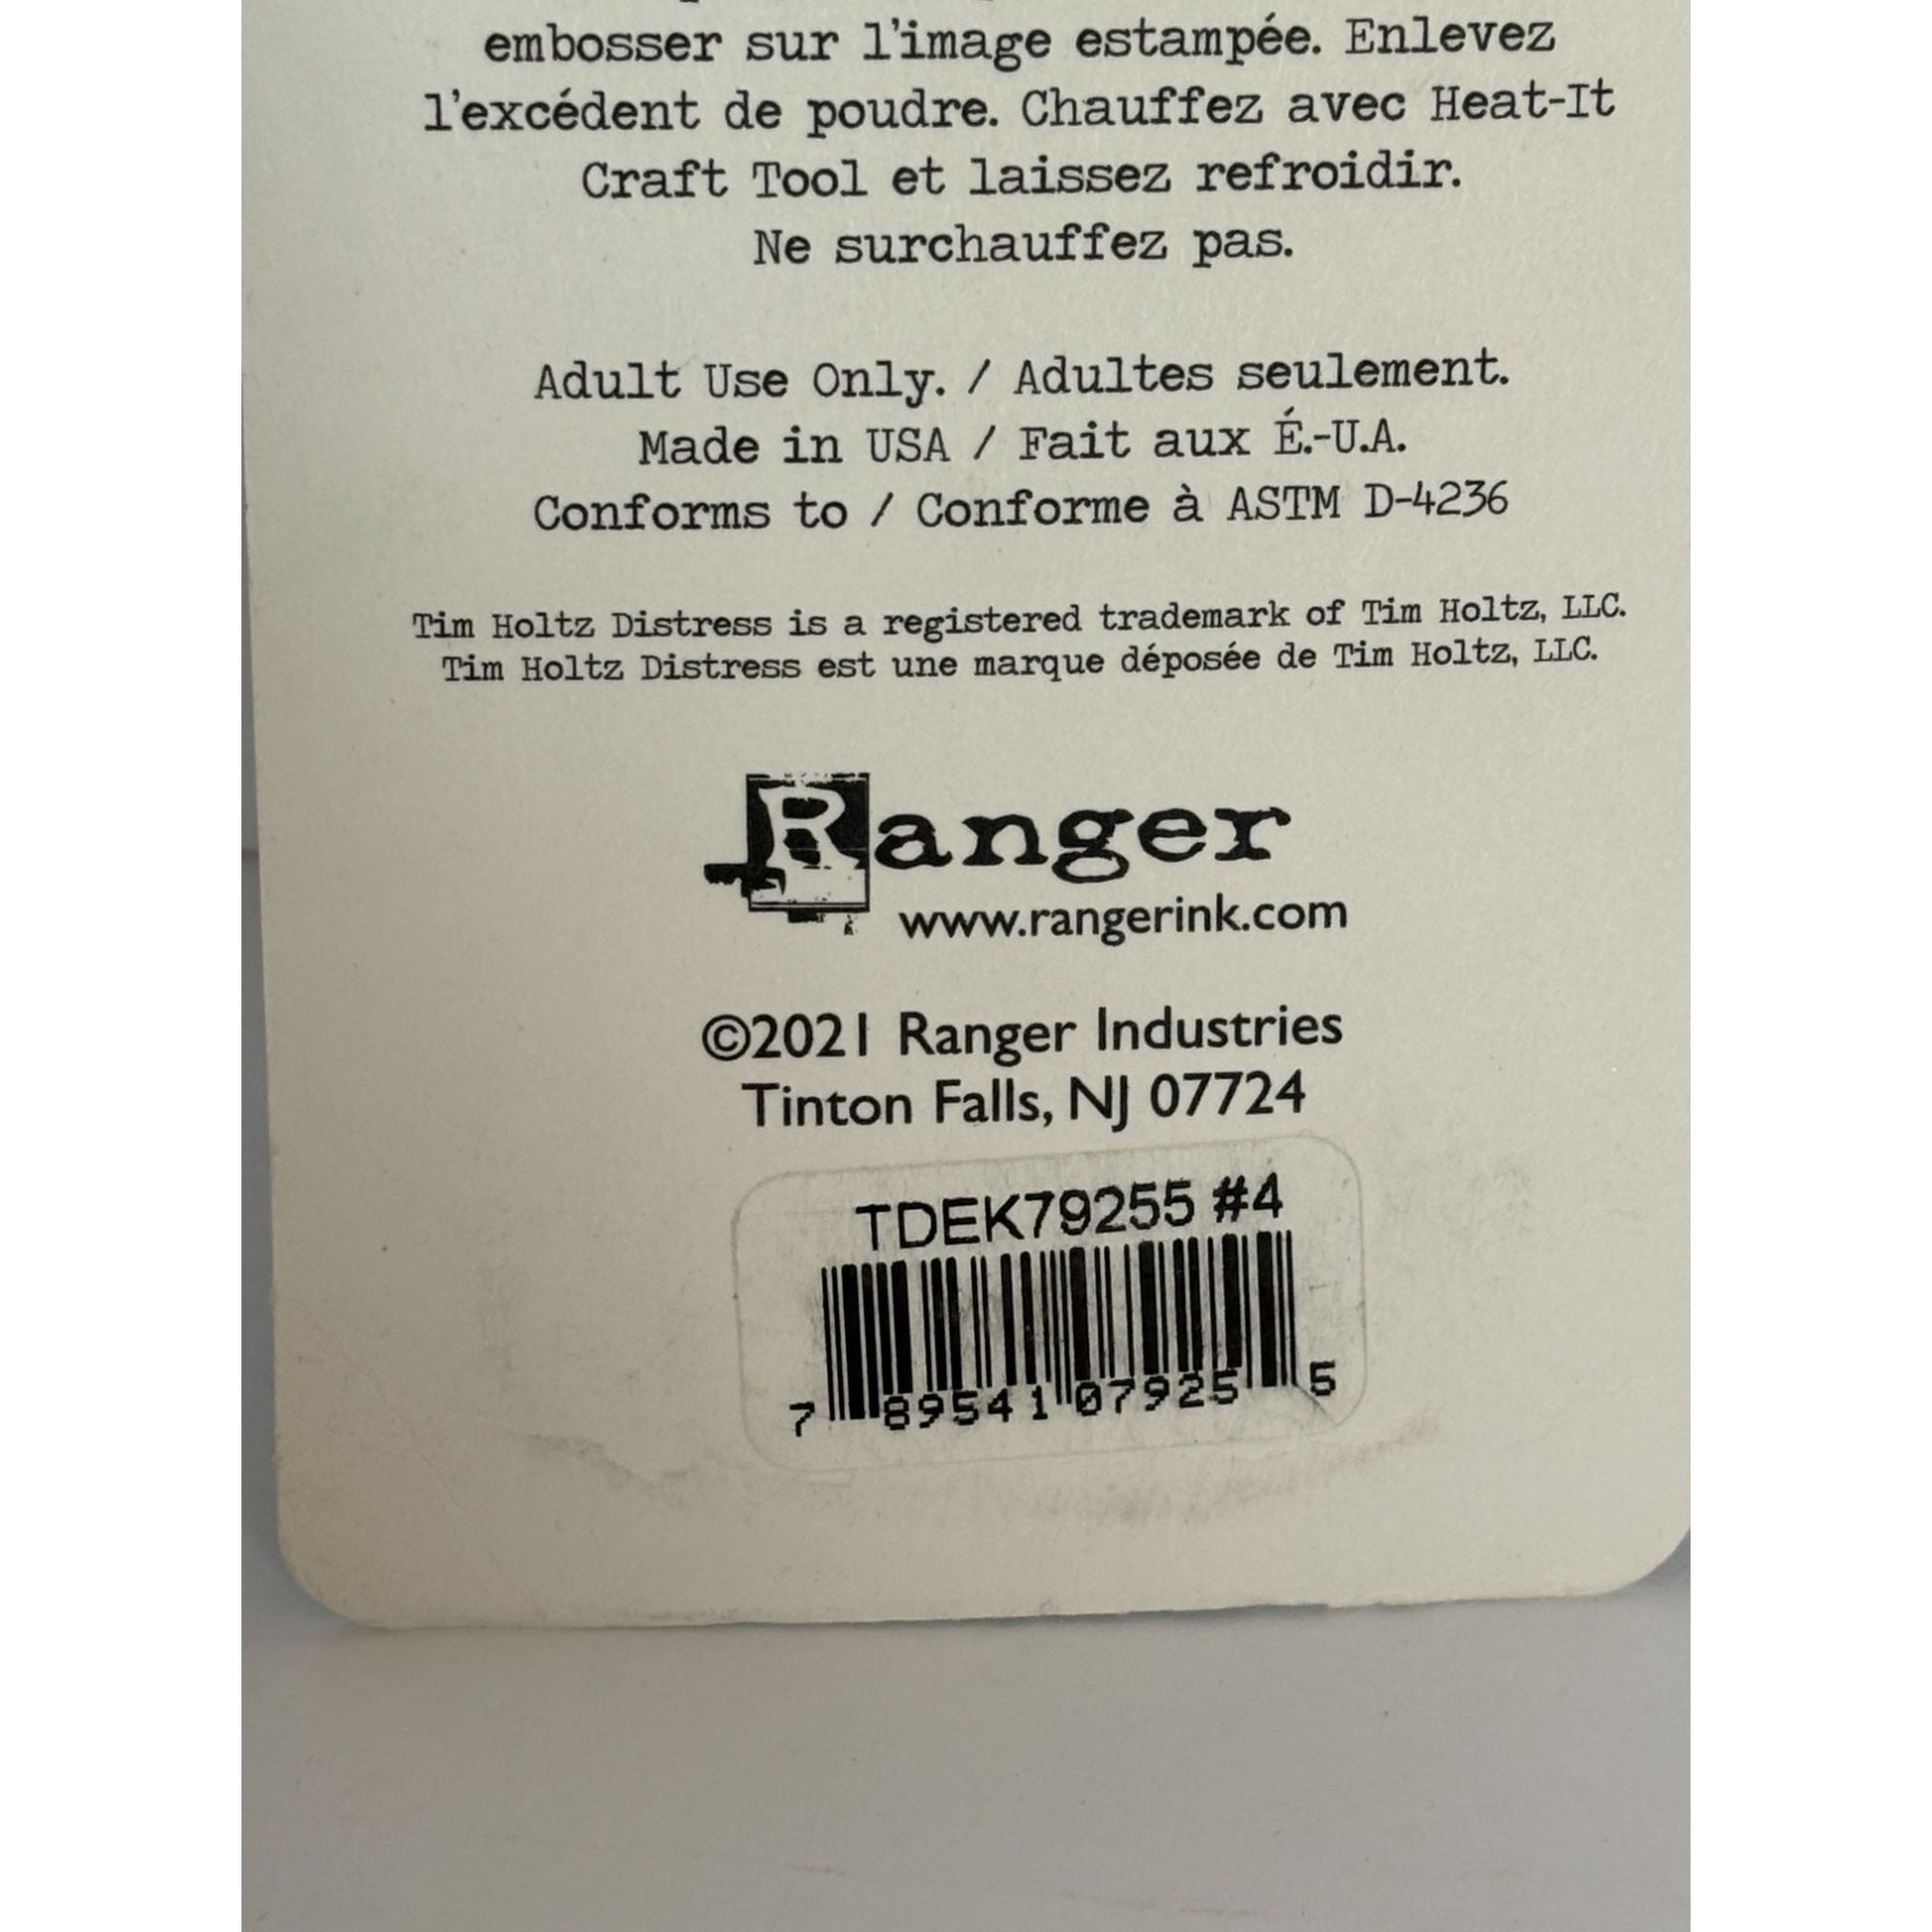 embosser sur l'image estampée. Enlevez
l'excédent de poudre. Chauffez avec Heat-It
Craft Tool et laissez refroidir.
Ne surchauffez pas.
Adult Use Only. / Adultes seulement.
Made in USA / Fait aux É.-U.A.
Conforms to / Conforme à ASTM D-4236
Tim Holtz Distress is a registered trademark of Tim Holtz, LLC.
Tim Holtz Distress est une marque déposée de Tim Holtz, LLC.
Ranger
www.rangerink.com
©2021 Ranger Industries
Tinton Falls, NJ 07724
TDEK79255 #4
7 89541 07925 5